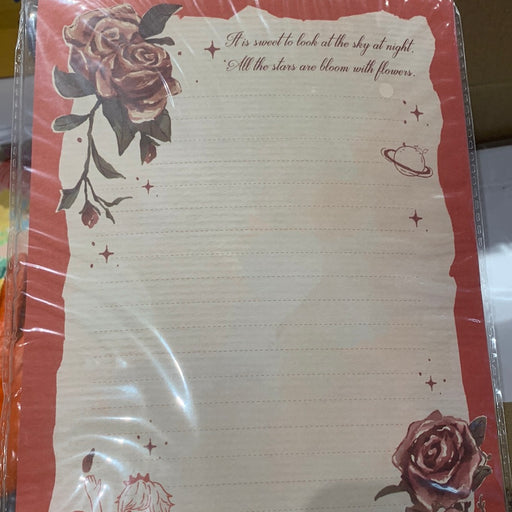 It is sweet to look at the sky at night.
All the stars are bloom with flowers.